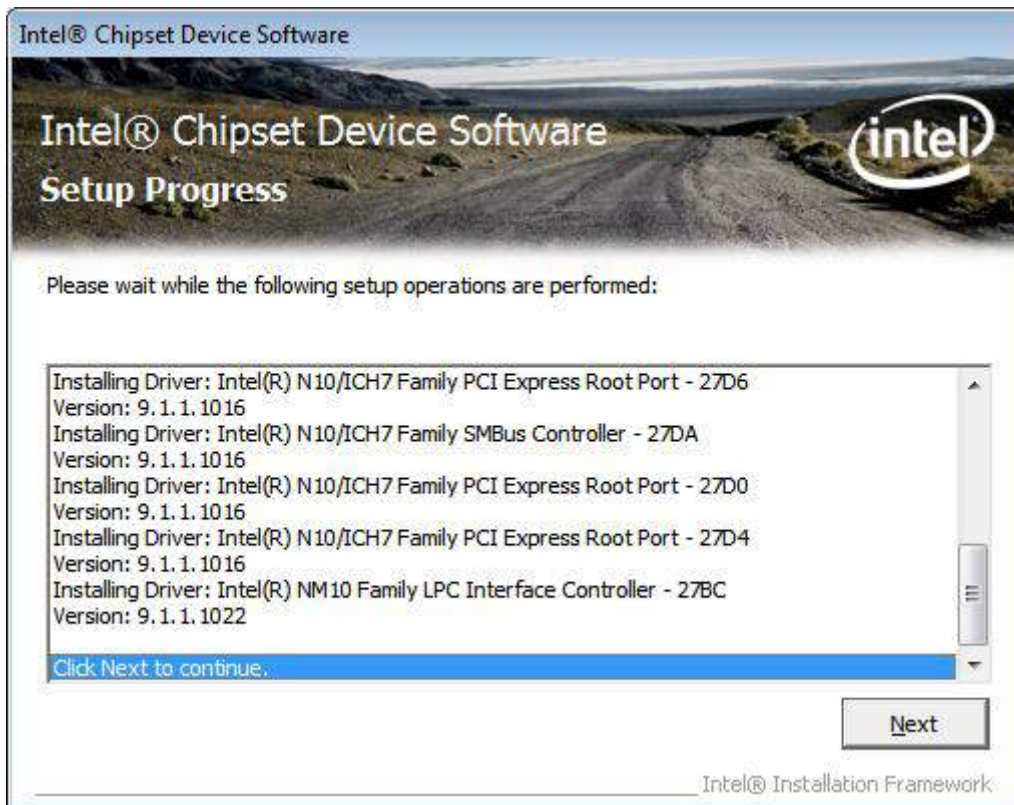 Intel® Chipset Device Software
Intel® Chipset Device Software
intel
Setup Progress
Please wait while the following setup operations are performed:
Installing Driver: Intel(R) N10/ICH7 Family PCI Express Root Port - 27D6
Version: 9.1.1.1016
Installing Driver: Intel(R) N10/ICH7 Family SMBus Controller - 27DA
Version: 9.1.1.1016
Installing Driver: Intel(R) N10/ICH7 Family PCI Express Root Port - 27D0
Version: 9.1.1.1016
Installing Driver: Intel(R) N10/ICH7 Family PCI Express Root Port - 27D4
Version: 9.1.1.1016
Installing Driver: Intel(R) NM10 Family LPC Interface Controller - 27BC
Version: 9.1.1.1022
Click Next to continue.
Next
Intel® Installation Framework